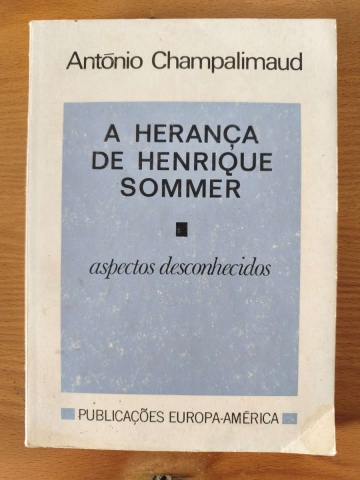 António Champalimaud
A HERANÇA
DE HENRIQUE
SOMMER
aspectos desconhecidos
PUBLICAÇÕES EUROPA-AMÉRICA